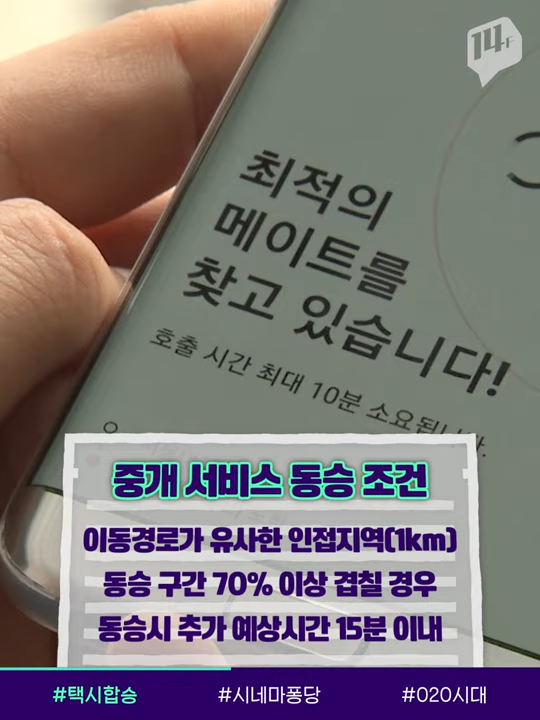 14F
최적의
메이트를
찾고 있습니다!
호출 시간 최대 10분 소요됩니다.
중개 서비스 동승 조건
이동경로가 유사한 인접지역(1km)
동승 구간 70% 이상 겹칠 경우
동승시 추가 예상시간 15분 이내
#택시합승 #시네마퐁당 #O2O시대